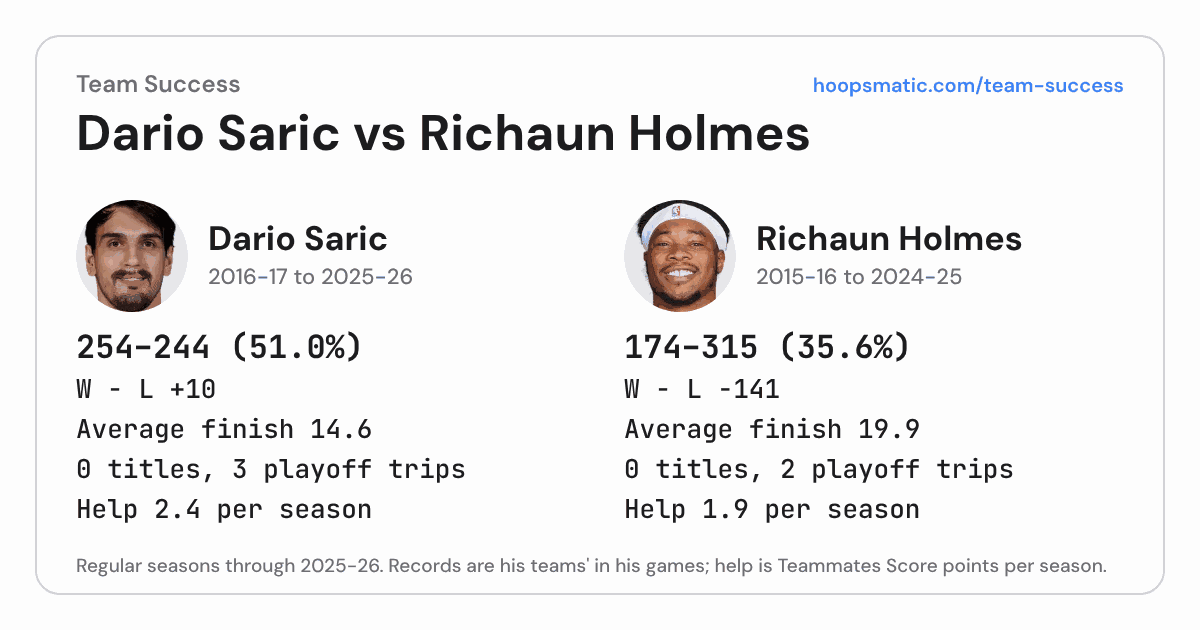 Team Success
hoopsmatic.com/team-success
Dario Saric vs Richaun Holmes
Dario Saric
2016-17 to 2025-26
254-244 (51.0%)
W - L +10
Average finish 14.6
0 titles, 3 playoff trips
Help 2.4 per season
Richaun Holmes
2015-16 to 2024-25
174-315 (35.6%)
W - L -141
Average finish 19.9
0 titles, 2 playoff trips
Help 1.9 per season
Regular seasons through 2025-26. Records are his teams' in his games; help is Teammates Score points per season.